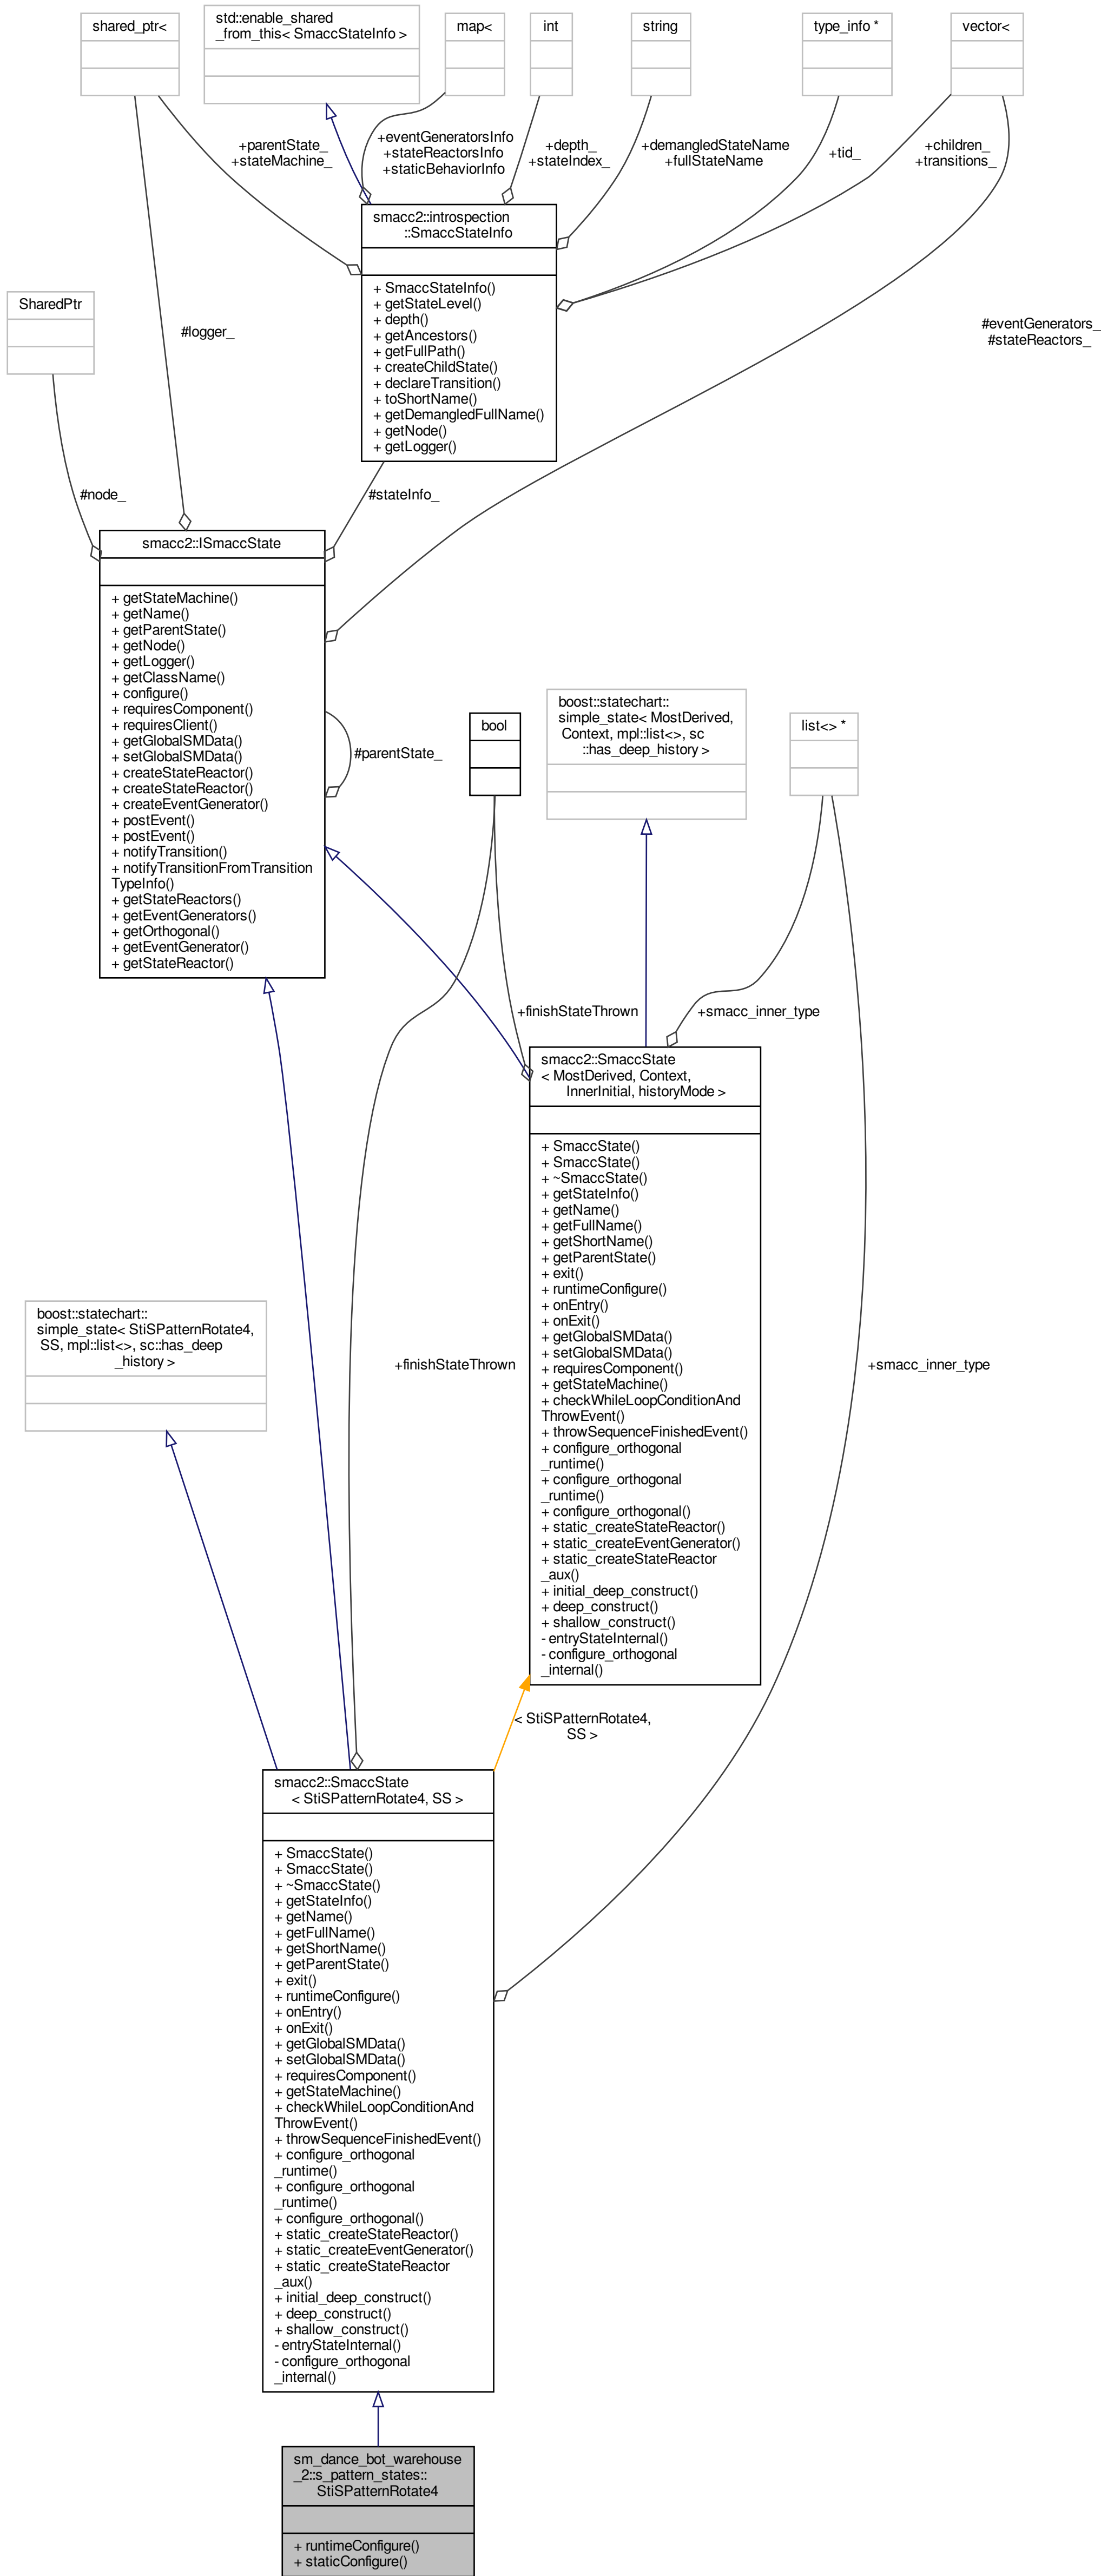 shared_ptr<
std::enable_shared
_from_this< SmaccStateInfo >
map<
int
string
type_info *
vector<
+parentState_
+stateMachine_
+eventGeneratorsInfo
+stateReactorsInfo
+staticBehaviorInfo
+depth_
+stateIndex_
+demangledStateName
+fullStateName
+tid_
+children_
+transitions_
smacc2::introspection
::SmaccStateInfo
+ SmaccStateInfo()
+ getStateLevel()
+ depth()
+ getAncestors()
+ getFullPath()
+ createChildState()
+ declareTransition()
+ toShortName()
+ getDemangledFullName()
+ getNode()
+ getLogger()
SharedPtr
#logger_
#eventGenerators_
#stateReactors_
#node_
#stateInfo_
smacc2::ISmaccState
+ getStateMachine()
+ getName()
+ getParentState()
+ getNode()
+ getLogger()
+ getClassName()
+ configure()
+ requiresComponent()
+ requiresClient()
+ getGlobalSMData()
+ setGlobalSMData()
+ createStateReactor()
+ createStateReactor()
+ createEventGenerator()
+ postEvent()
+ postEvent()
+ notifyTransition()
+ notifyTransitionFromTransition
TypeInfo()
+ getStateReactors()
+ getEventGenerators()
+ getOrthogonal()
+ getEventGenerator()
+ getStateReactor()
#parentState_
bool
boost::statechart::
simple_state< MostDerived,
Context, mpl::list<>, sc
::has_deep_history >
list<> *
+finishStateThrown
+smacc_inner_type
smacc2::SmaccState
< MostDerived, Context,
InnerInitial, historyMode >
+ SmaccState()
+ SmaccState()
+ ~SmaccState()
+ getStateInfo()
+ getName()
+ getFullName()
+ getShortName()
+ getParentState()
+ exit()
+ runtimeConfigure()
+ onEntry()
+ onExit()
+ getGlobalSMData()
+ setGlobalSMData()
+ requiresComponent()
+ getStateMachine()
+ checkWhileLoopConditionAnd
ThrowEvent()
+ throwSequenceFinishedEvent()
+ configure_orthogonal
_runtime()
+ configure_orthogonal
_runtime()
+ configure_orthogonal()
+ static_createStateReactor()
+ static_createEventGenerator()
+ static_createStateReactor
_aux()
+ initial_deep_construct()
+ deep_construct()
+ shallow_construct()
- entryStateInternal()
- configure_orthogonal
_internal()
boost::statechart::
simple_state< StiSPatternRotate4,
SS, mpl::list<>, sc::has_deep
_history >
+finishStateThrown
+smacc_inner_type
< StiSPatternRotate4,
SS >
smacc2::SmaccState
< StiSPatternRotate4, SS >
+ SmaccState()
+ SmaccState()
+ ~SmaccState()
+ getStateInfo()
+ getName()
+ getFullName()
+ getShortName()
+ getParentState()
+ exit()
+ runtimeConfigure()
+ onEntry()
+ onExit()
+ getGlobalSMData()
+ setGlobalSMData()
+ requiresComponent()
+ getStateMachine()
+ checkWhileLoopConditionAnd
ThrowEvent()
+ throwSequenceFinishedEvent()
+ configure_orthogonal
_runtime()
+ configure_orthogonal
_runtime()
+ configure_orthogonal()
+ static_createStateReactor()
+ static_createEventGenerator()
+ static_createStateReactor
_aux()
+ initial_deep_construct()
+ deep_construct()
+ shallow_construct()
- entryStateInternal()
- configure_orthogonal
_internal()
sm_dance_bot_warehouse
_2::s_pattern_states::
StiSPatternRotate4
+ runtimeConfigure()
+ staticConfigure()